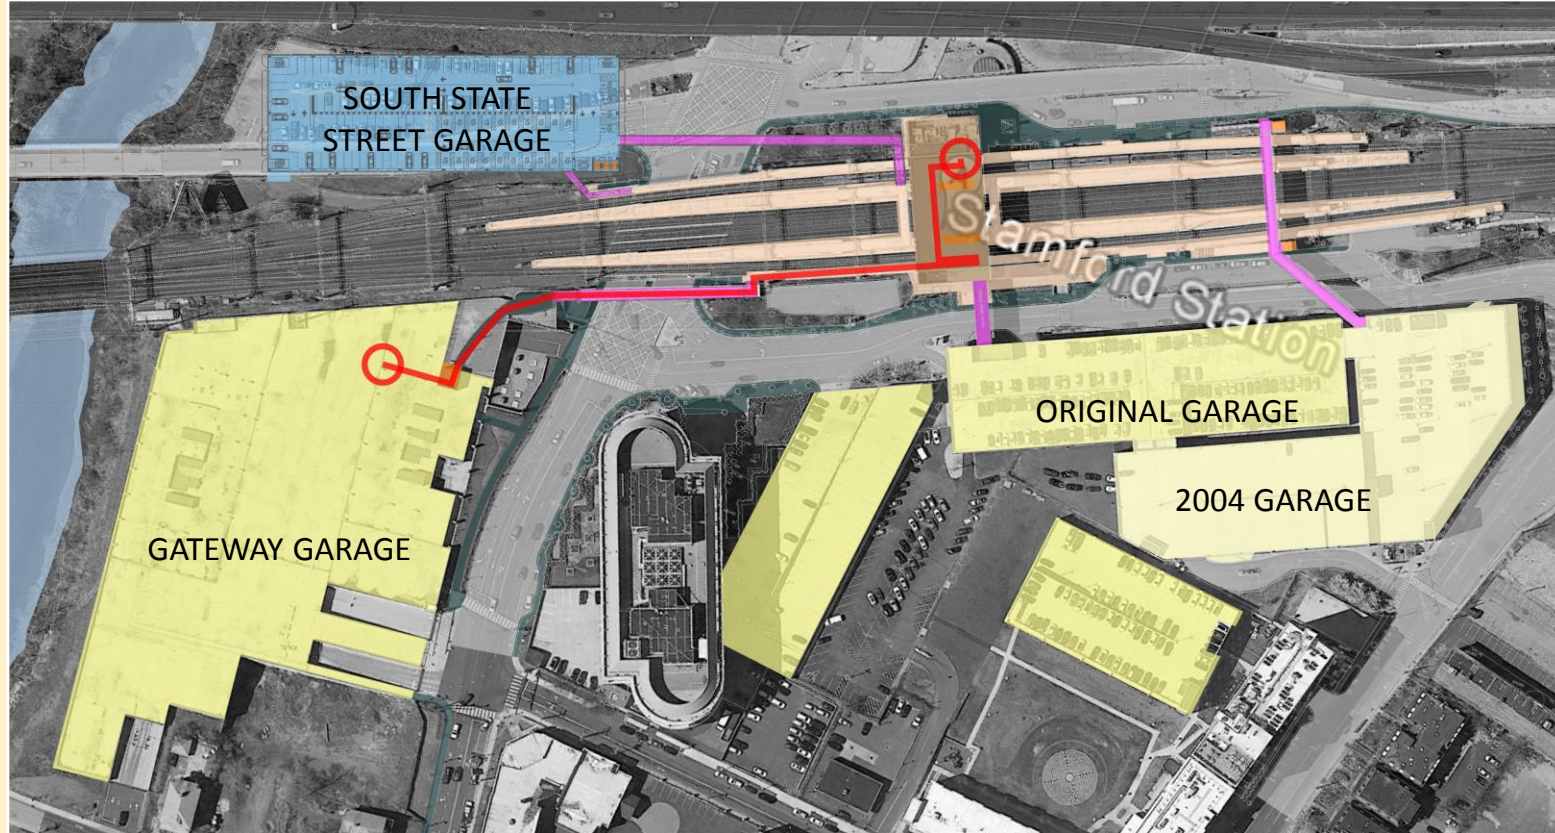 SOUTH STATE
STREET GARAGE
Stamford Station
ORIGINAL GARAGE
2004 GARAGE
GATEWAY GARAGE